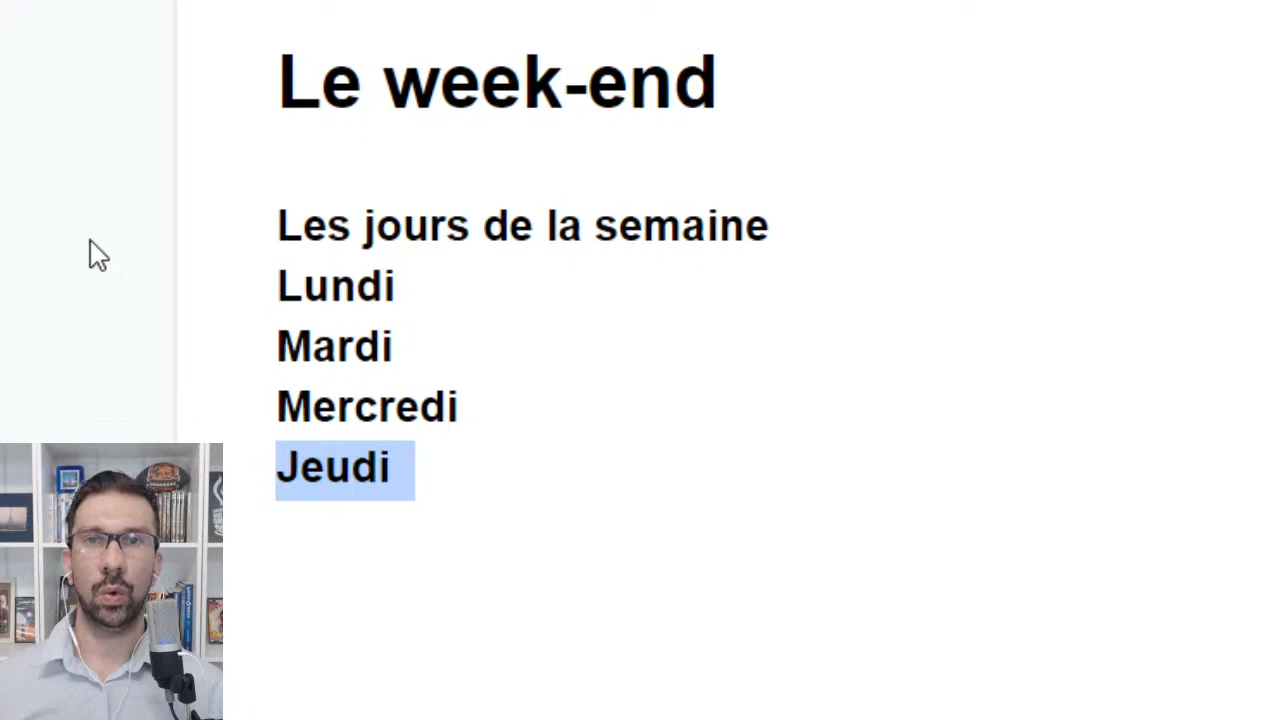 Le week-end
Les jours de la semaine
Lundi
Mardi
Mercredi
Jeudi